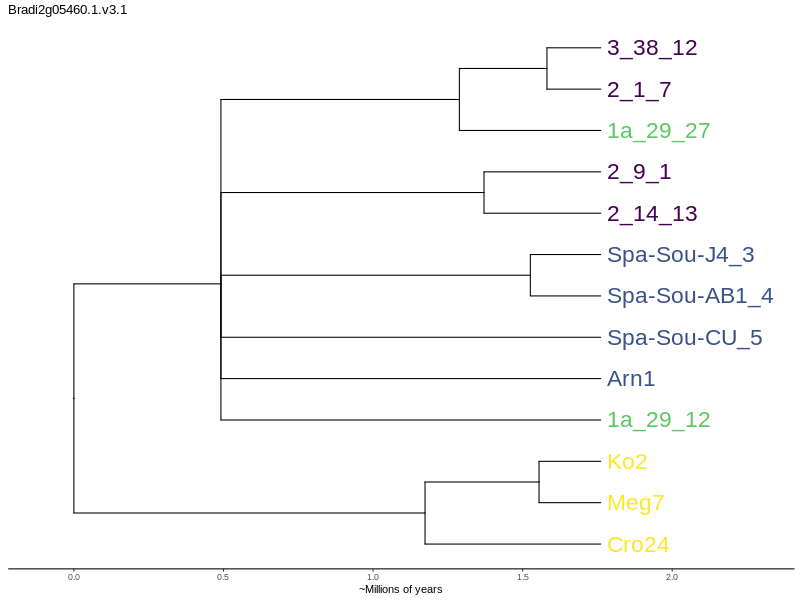 Bradi2g05460.1.v3.1
3_38_12
2_1_7
1a_29_27
2_9_1
2_14_13
Spa-Sou-J4_3
Spa-Sou-AB1_4
Spa-Sou-CU_5
Arn1
1a_29_12
Ko2
Meg7
Cro24
0.0 0.5 1.0 1.5 2.0
~Millions of years